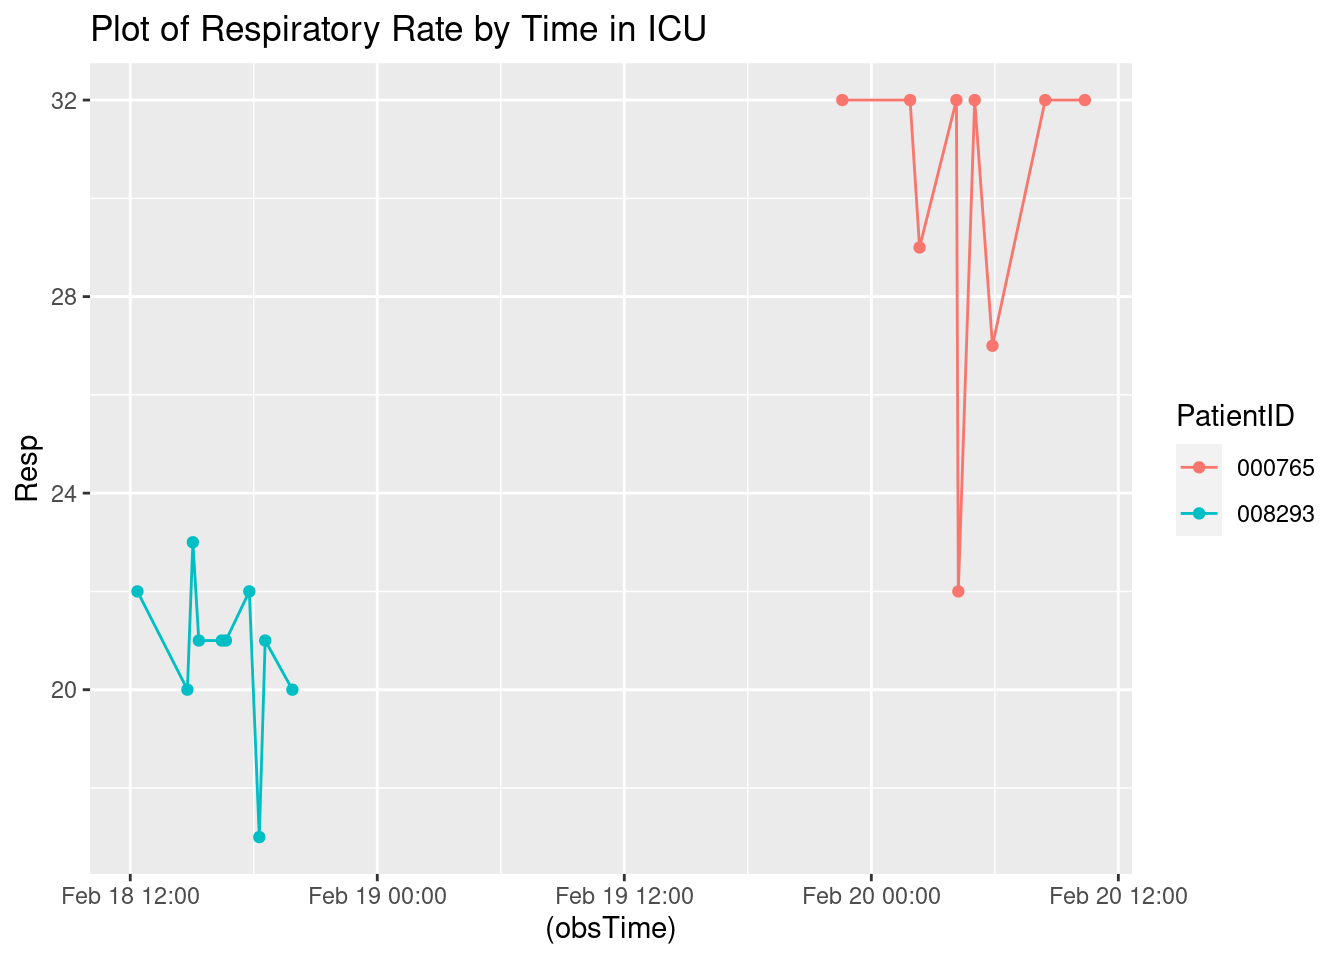 Plot of Respiratory Rate by Time in ICU
32
28
24
20
Resp
Feb 18 12:00
Feb 19 00:00
Feb 19 12:00
Feb 20 00:00
Feb 20 12:00
(obsTime)
PatientID
000765
008293